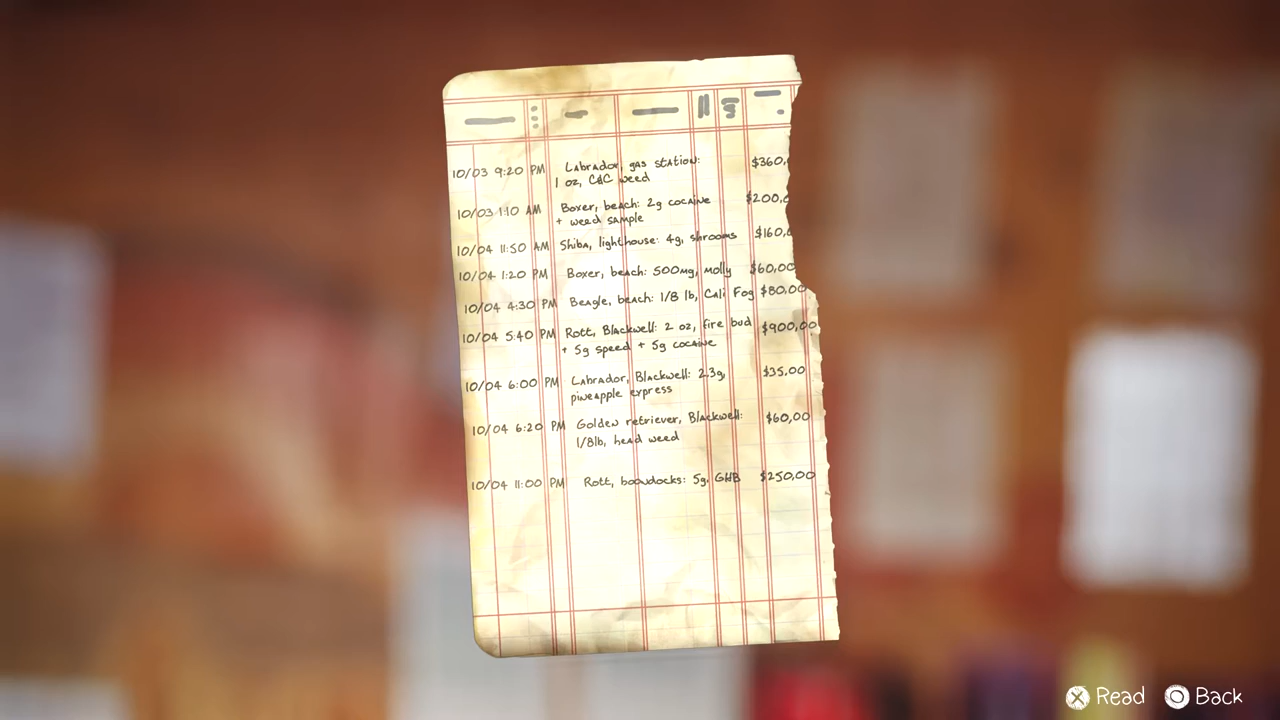 10/03 9:20 PM Labrador, gas station: $360,
1 oz, C&C weed
10/03 1:10 AM Boxer, beach: 2g cocaine $200,0
+ weed sample
10/04 11:50 AM Shiba, lighthouse: 4g, shrooms $160,0
10/04 1:20 PM Boxer, beach: 500mg, molly $60,00
10/04 4:30 PM Beagle, beach: 1/8 lb, Cali Fog $80,00
10/04 5:40 PM Rott, Blackwell: 2 oz, fire bud $900,00
+ 5g speed + 5g cocaine
10/04 6:00 PM Labrador, Blackwell: 2.3g, $35.00
pineapple express
10/04 6:20 PM Golden retriever, Blackwell: $60,00
1/8lb, head weed
10/04 11:00 PM Rott, boondocks: 5g, GHB $250,00
Read Back